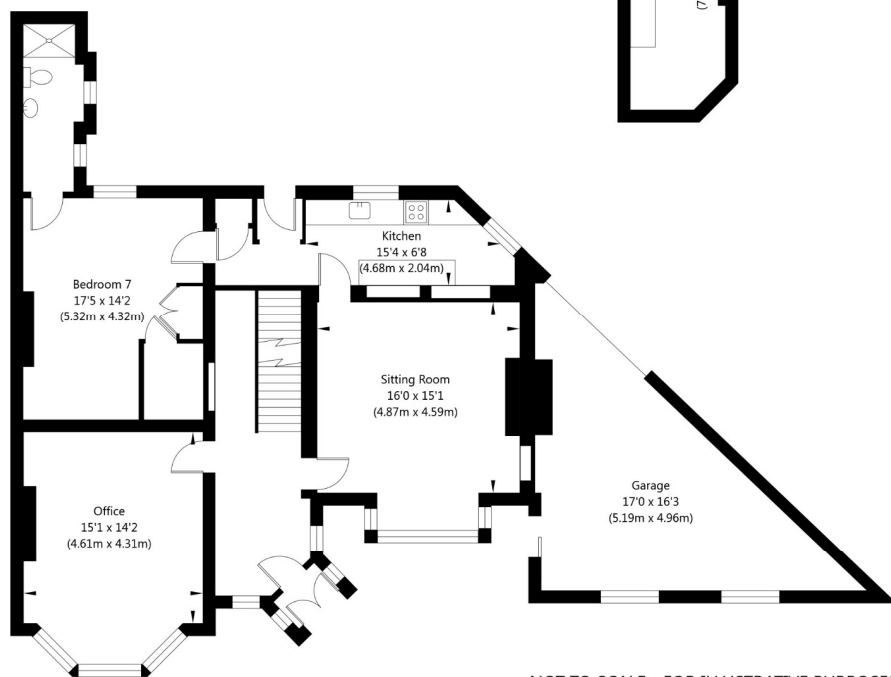 Kitchen
15'4 x 6'8
(4.68m x 2.04m)
Bedroom 7
17'5 x 14'2
(5.32m x 4.32m)
Sitting Room
16'0 x 15'1
(4.87m x 4.59m)
Office
15'1 x 14'2
(4.61m x 4.31m)
Garage
17'0 x 16'3
(5.19m x 4.96m)